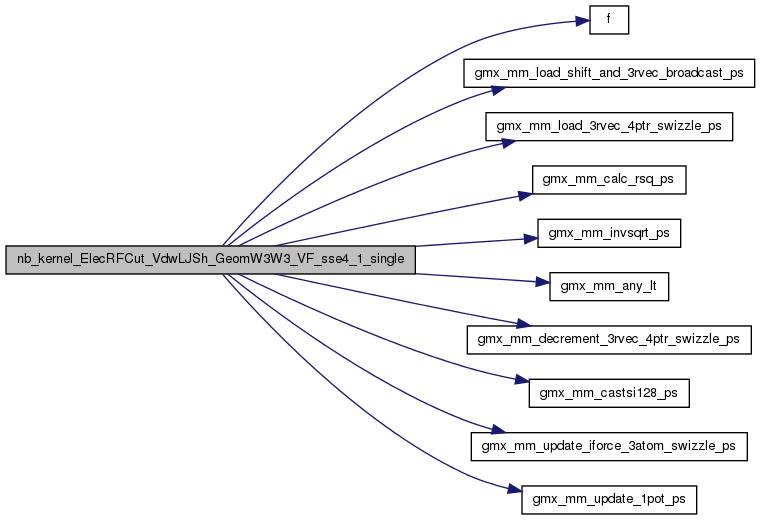 f
gmx_mm_load_shift_and_3rvec_broadcast_ps
gmx_mm_load_3rvec_4ptr_swizzle_ps
gmx_mm_calc_rsq_ps
gmx_mm_invsqrt_ps
nb_kernel_ElecRFCut_VdwLJSh_GeomW3W3_VF_sse4_1_single
gmx_mm_any_lt
gmx_mm_decrement_3rvec_4ptr_swizzle_ps
gmx_mm_castsi128_ps
gmx_mm_update_iforce_3atom_swizzle_ps
gmx_mm_update_1pot_ps